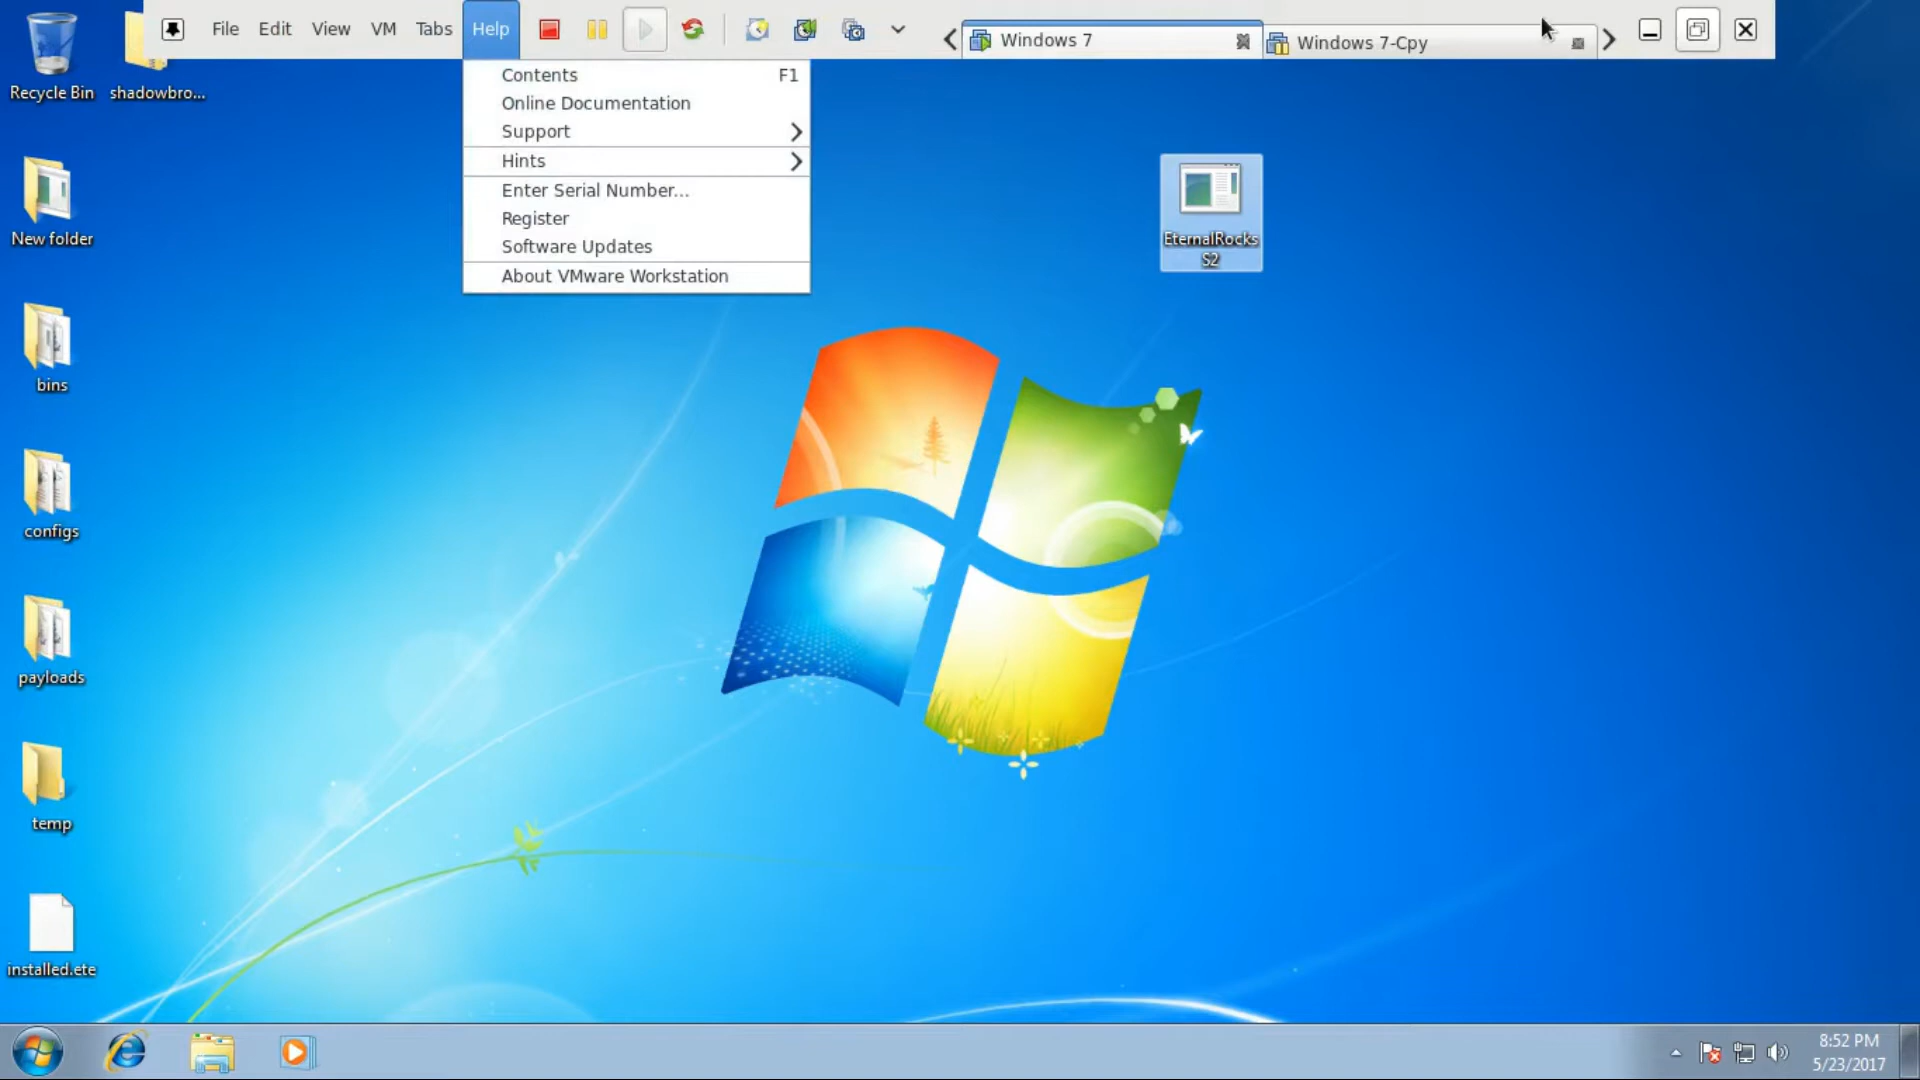 File Edit View VM Tabs Help
Windows 7
Windows 7-Cpy
Contents F1
Online Documentation
Support
Hints
Enter Serial Number...
Register
Software Updates
About VMware Workstation
Recycle Bin
shadowbro...
New folder
bins
configs
payloads
temp
installed.ete
EternalRocks
S2
8:52 PM
5/23/2017